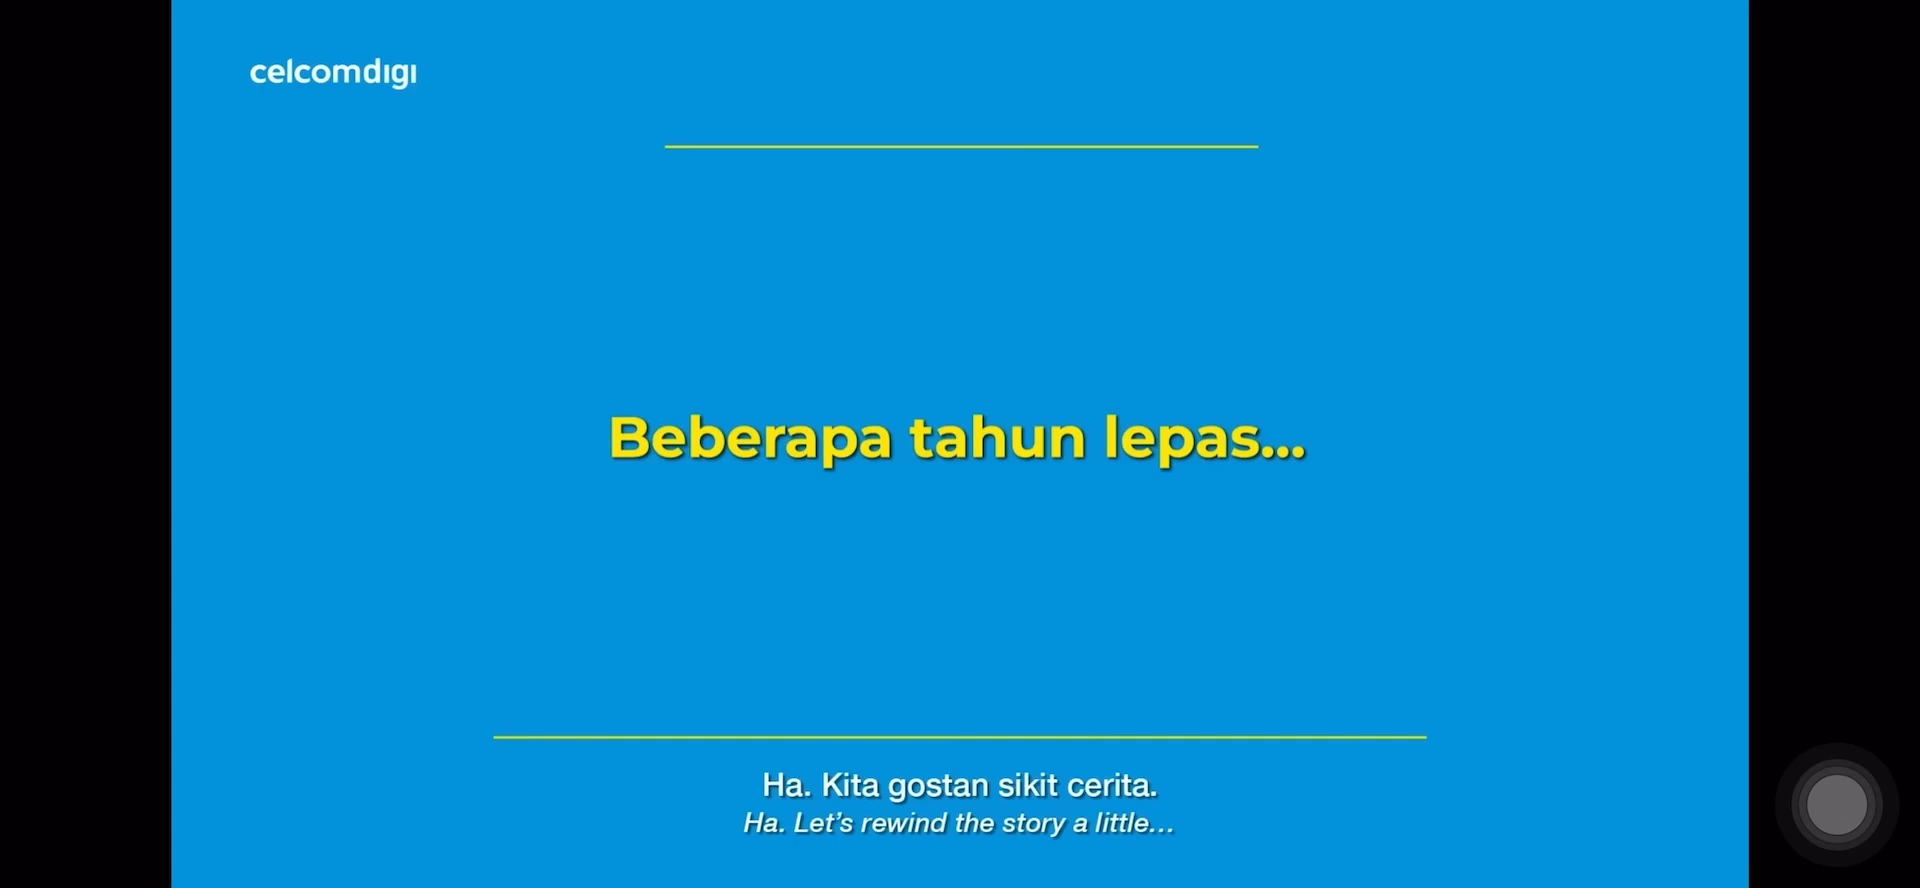 celcomdigi
Beberapa tahun lepas...
Ha. Kita gostan sikit cerita.
Ha. Let's rewind the story a little...